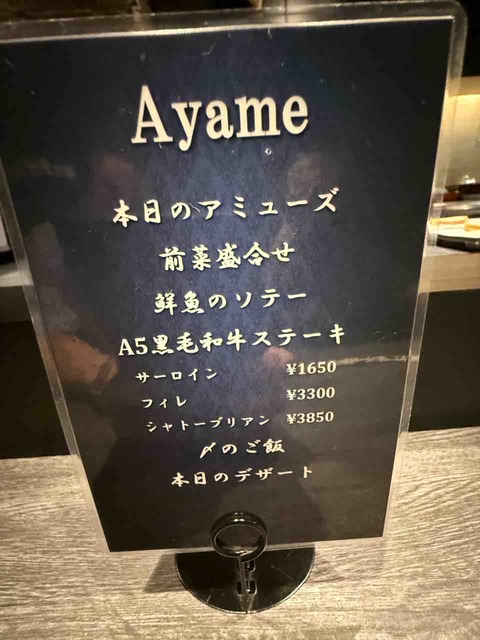 Ayame
本日のアミューズ
前菜盛合せ
鮮魚のソテー
A5黒毛和牛ステーキ
サーロイン ¥1650
フィレ ¥3300
シャトーブリアン ¥3850
〆のご飯
本日のデザート